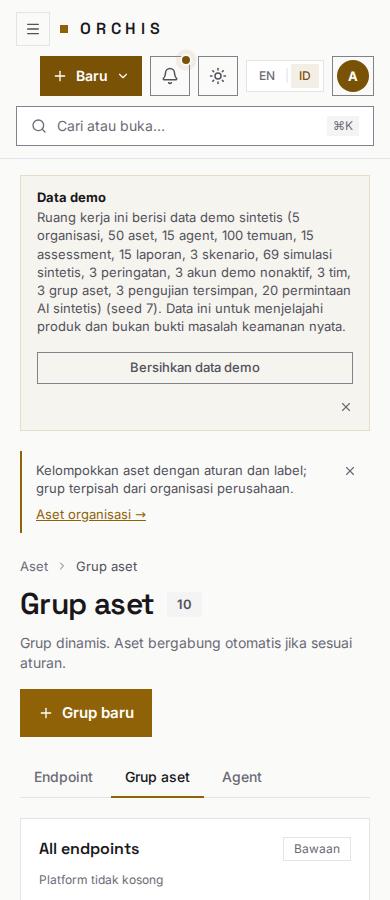 ORCHIS
Baru
EN
ID
A
Cari atau buka...
⌘K
Data demo
Ruang kerja ini berisi data demo sintetis (5
organisasi, 50 aset, 15 agent, 100 temuan, 15
assessment, 15 laporan, 3 skenario, 69 simulasi
sintetis, 3 peringatan, 3 akun demo nonaktif, 3 tim,
3 grup aset, 3 pengujian tersimpan, 20 permintaan
AI sintetis) (seed 7). Data ini untuk menjelajahi
produk dan bukan bukti masalah keamanan nyata.
Bersihkan data demo
Kelompokkan aset dengan aturan dan label;
grup terpisah dari organisasi perusahaan.
Aset organisasi →
Aset
Grup aset
Grup aset
10
Grup dinamis. Aset bergabung otomatis jika sesuai
aturan.
+ Grup baru
Endpoint
Grup aset
Agent
All endpoints
Bawaan
Platform tidak kosong